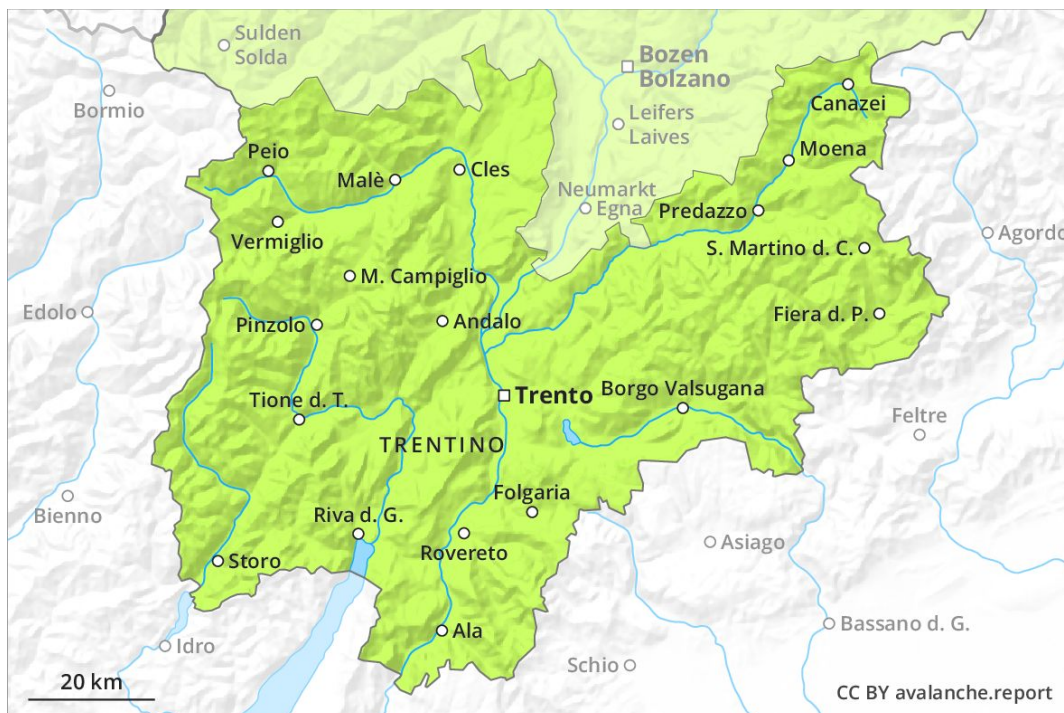 Sulden
Solda
Bozen
Bolzano
Bormio
Canazei
Leifers
Laives
Peio
Malè
Cles
Moena
Neumarkt
Egna
Predazzo
Vermiglio
S. Martino d. C.
Agordo
M. Campiglio
Edolo
Pinzolo
Andalo
Fiera d. P.
Trento
Borgo Valsugana
Tione d. T.
Feltre
TRENTINO
Bienno
Folgaria
Riva d. G.
Rovereto
Asiago
Storo
Ala
Bassano d. G.
Idro
Schio
20 km
CC BY avalanche.report